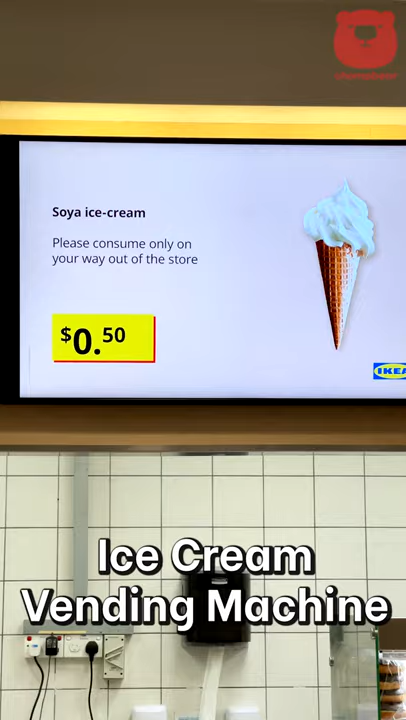 Soya ice-cream
Please consume only on
your way out of the store
$0.50
IKEA
Ice Cream
Vending Machine